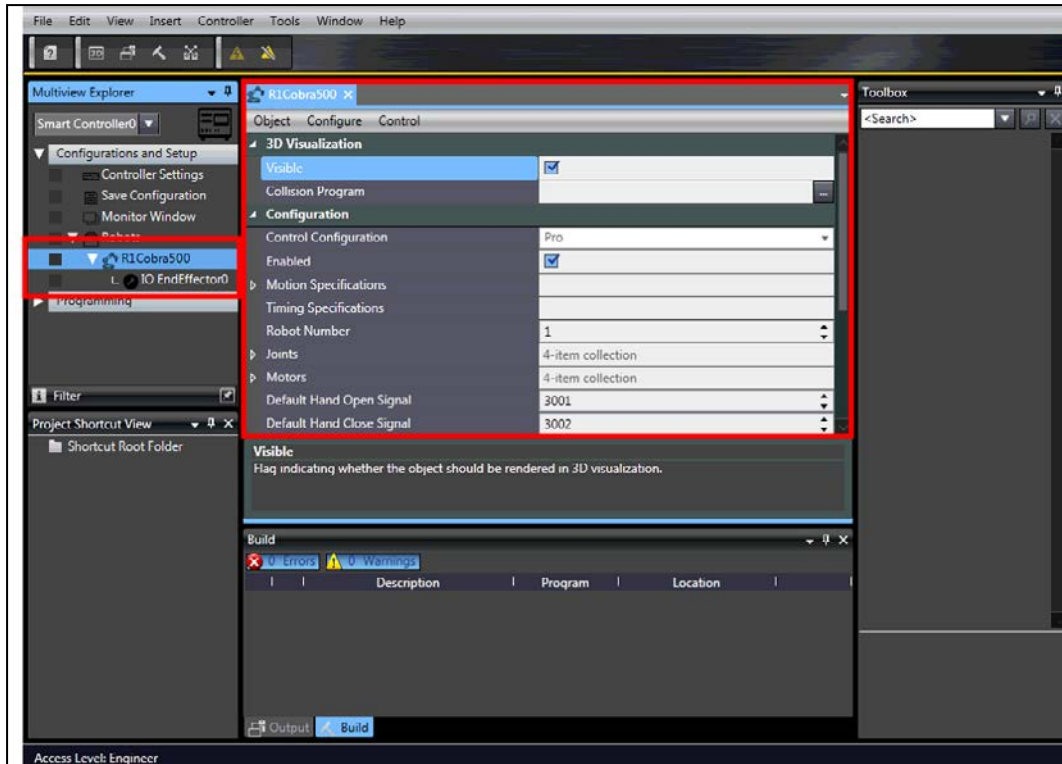 File Edit View Insert Controller Tools Window Help
Multiview Explorer
Smart Controller0
Configurations and Setup
Controller Settings
Save Configuration
Monitor Window
Robots
R1Cobra500
IO EndEffector0
Programming
Filter
Project Shortcut View
Shortcut Root Folder
R1Cobra500
Object Configure Control
3D Visualization
Visible
Collision Program ...
Configuration
Control Configuration Pro
Enabled
Motion Specifications
Timing Specifications
Robot Number 1
Joints 4-item collection
Motors 4-item collection
Default Hand Open Signal 3001
Default Hand Close Signal 3002
Visible
Flag indicating whether the object should be rendered in 3D visualization.
Build
0 Errors 0 Warnings
Description Program Location
Output Build
Toolbox
<Search>
Access Level: Engineer